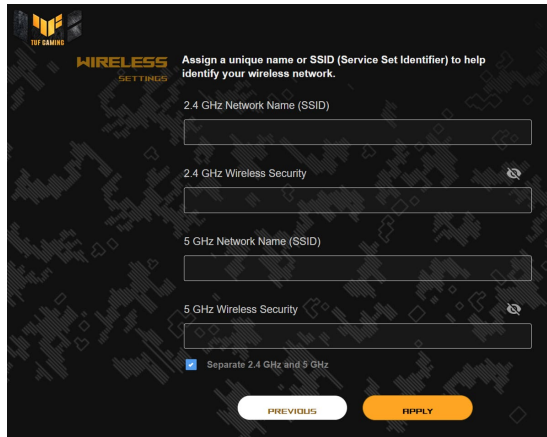 TUF GAMING
WIRELESS
SETTINGS
Assign a unique name or SSID (Service Set Identifier) to help
identify your wireless network.
2.4 GHz Network Name (SSID)
2.4 GHz Wireless Security
5 GHz Network Name (SSID)
5 GHz Wireless Security
Separate 2.4 GHz and 5 GHz
PREVIOUS
APPLY